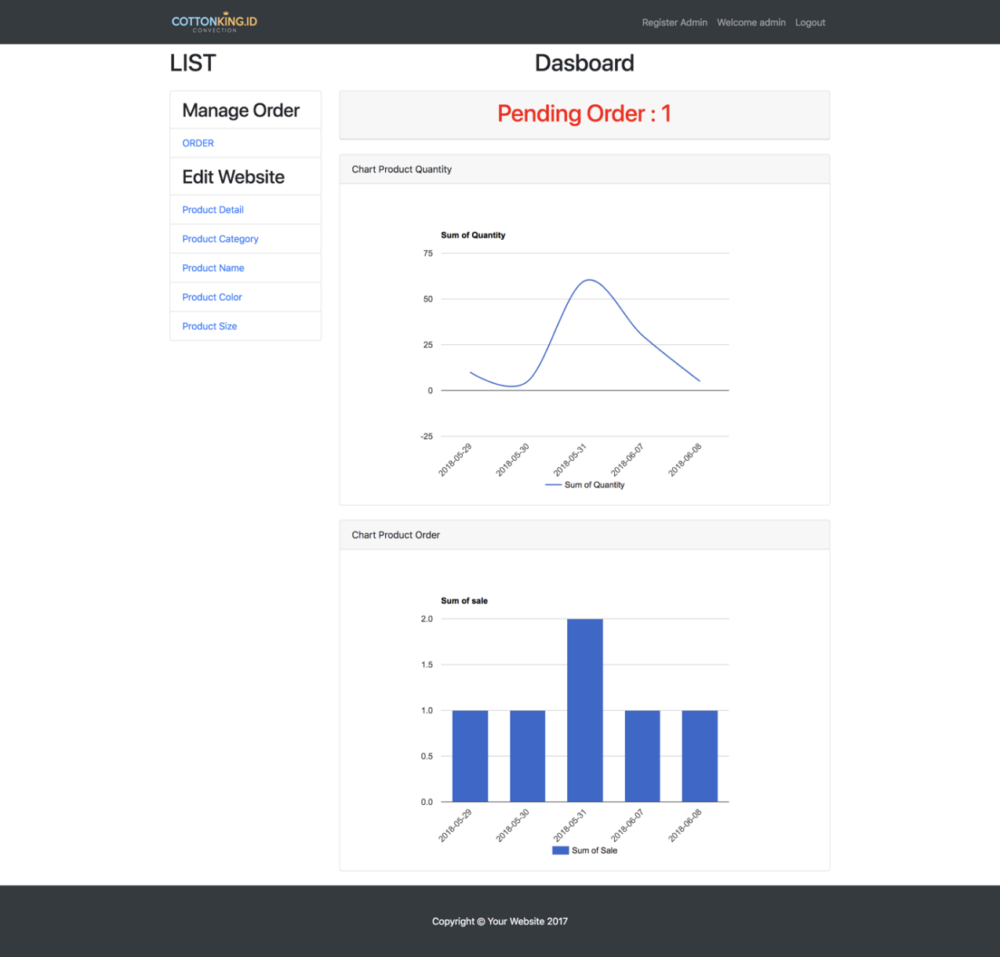 COTTONKING.ID
CONVECTION
Register Admin Welcome admin Logout
LIST
Manage Order
ORDER
Edit Website
Product Detail
Product Category
Product Name
Product Color
Product Size
Dasboard
Pending Order : 1
Chart Product Quantity
Sum of Quantity
75
50
25
0
-25
2018-05-29 2018-05-30 2018-05-31 2018-06-07 2018-06-08
Sum of Quantity
Chart Product Order
Sum of sale
2.0
1.5
1.0
0.5
0.0
2018-05-29 2018-05-30 2018-05-31 2018-06-07 2018-06-08
Sum of Sale
Copyright © Your Website 2017